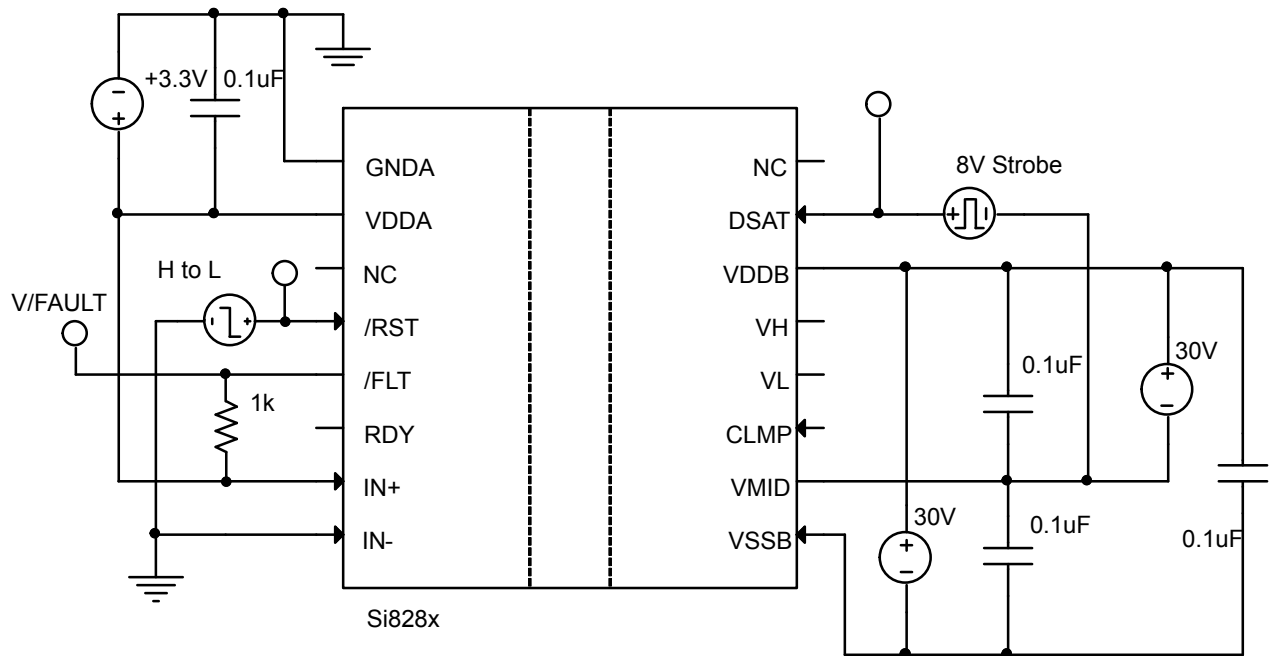 +3.3V
0.1uF
GNDA
VDDA
NC
H to L
/RST
V/FAULT
/FLT
1k
RDY
IN+
IN-
Si828x
NC
DSAT
8V Strobe
VDDB
VH
VL
CLMP
VMID
VSSB
0.1uF
30V
30V
0.1uF
0.1uF